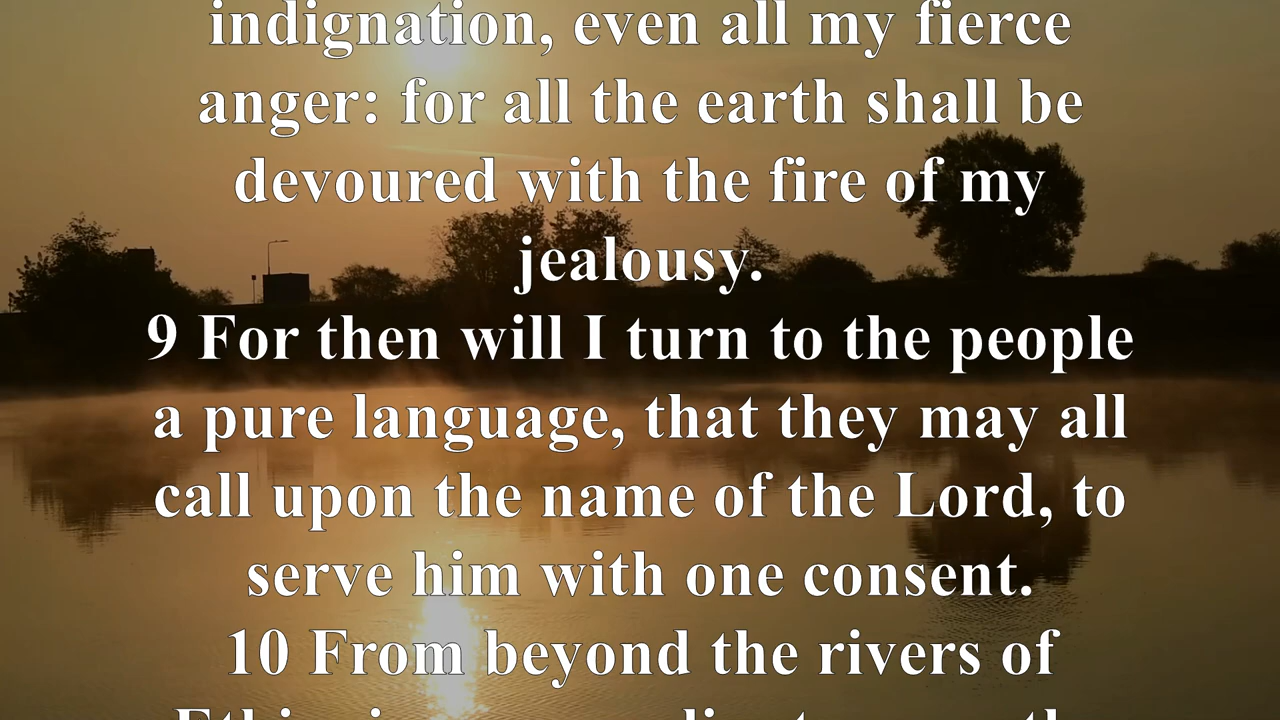 indignation, even all my fierce
anger: for all the earth shall be
devoured with the fire of my
jealousy.
9 For then will I turn to the people
a pure language, that they may all
call upon the name of the Lord, to
serve him with one consent.
10 From beyond the rivers of